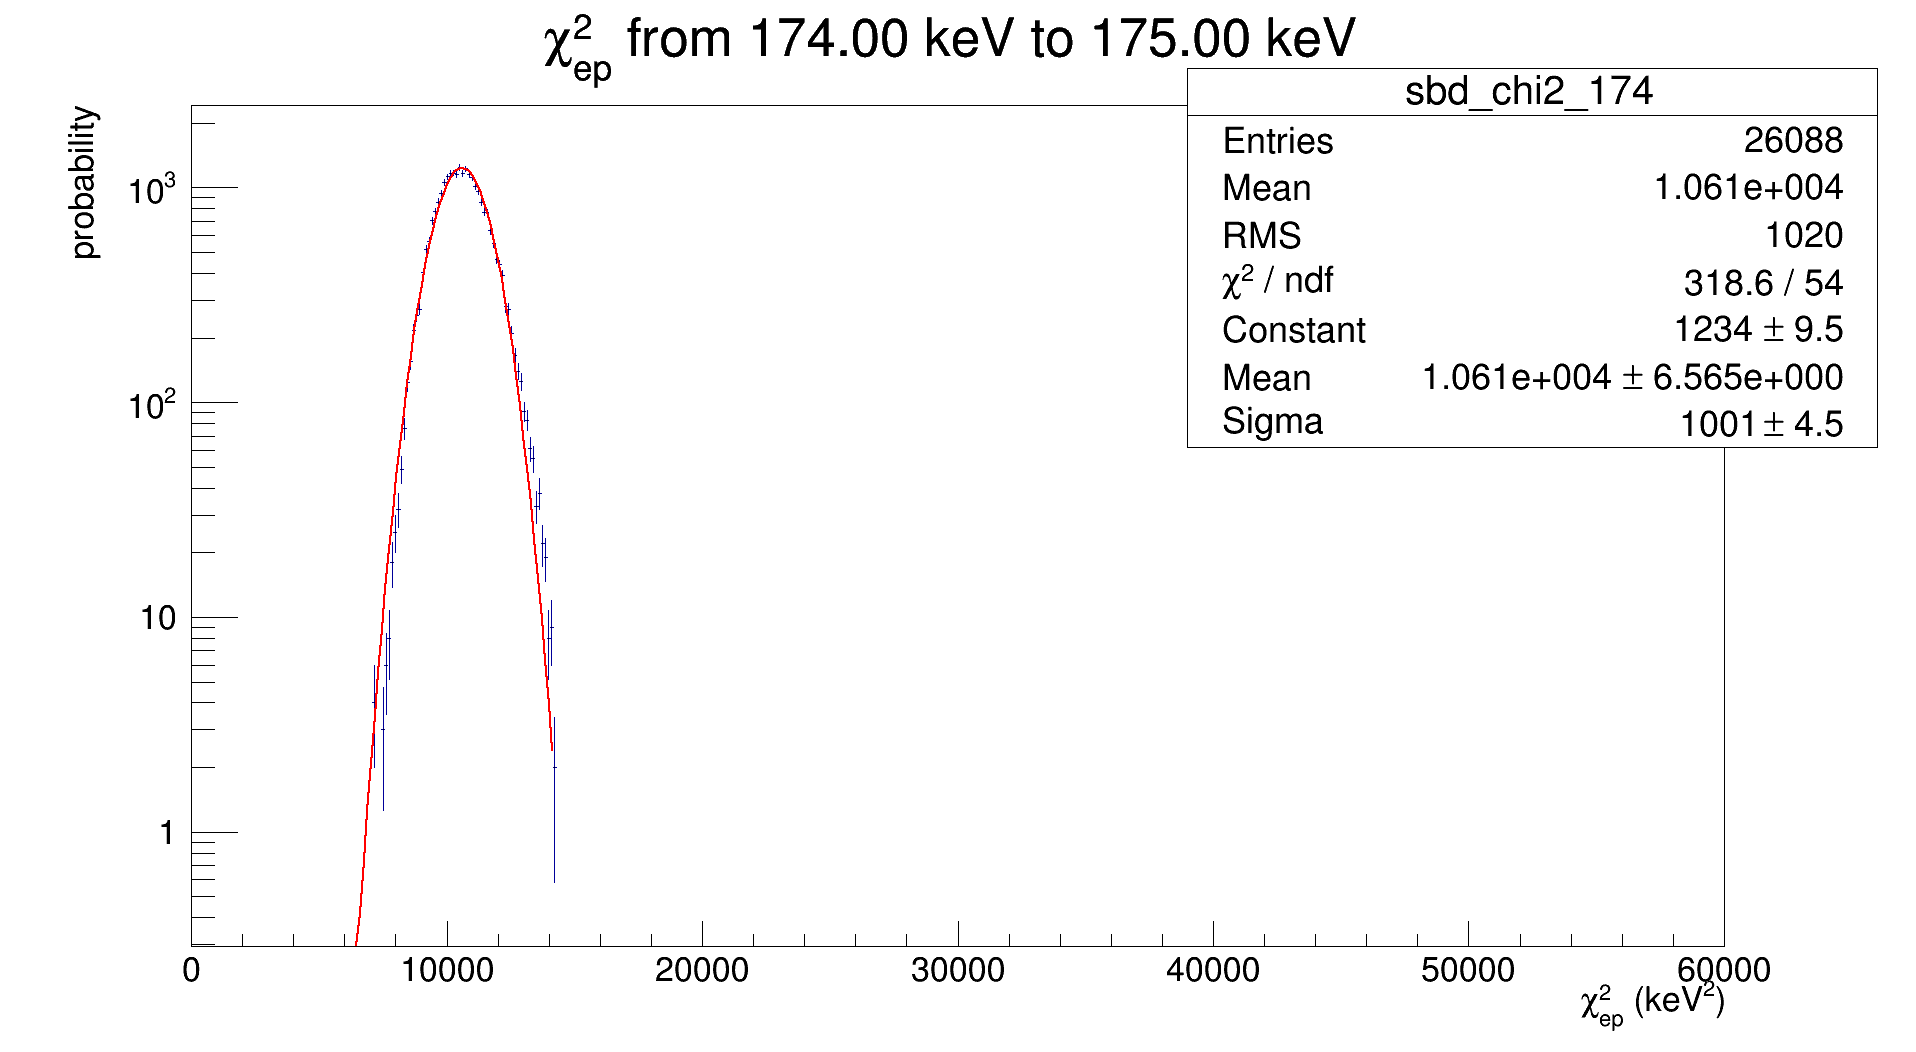 χ²ep from 174.00 keV to 175.00 keV
sbd_chi2_174
Entries 26088
Mean 1.061e+004
RMS 1020
χ² / ndf 318.6 / 54
Constant 1234 ± 9.5
Mean 1.061e+004 ± 6.565e+000
Sigma 1001 ± 4.5
probability
10³
10²
10
1
0 10000 20000 30000 40000 50000 60000
χ²ep (keV²)